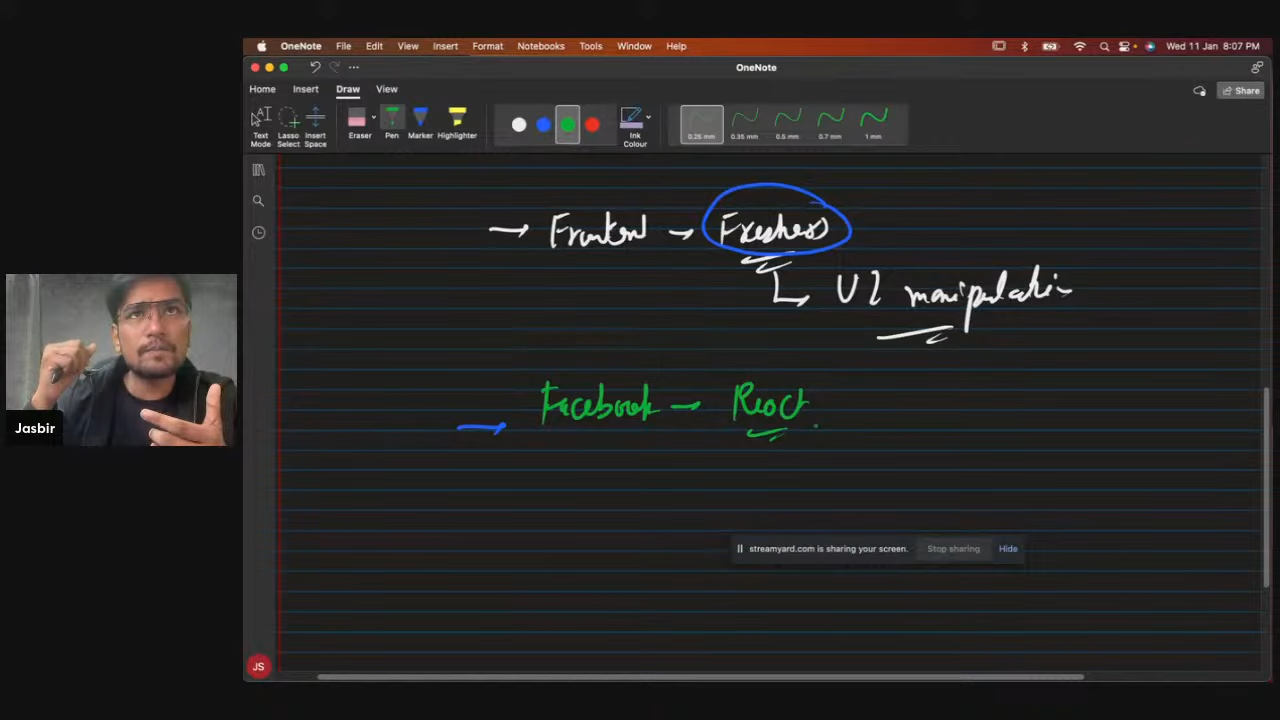 OneNote File Edit View Insert Format Notebooks Tools Window Help Wed 11 Jan 8:07 PM
OneNote
Home Insert Draw View Share
Text Mode Lasso Select Insert Space Eraser Pen Marker Highlighter Ink Colour 0.25 mm 0.35 mm 0.5 mm 0.7 mm 1 mm
→ Frontend → Freshers
↳ UI manipulation
Jasbir
→ Facebook → React
streamyard.com is sharing your screen. Stop sharing Hide
JS